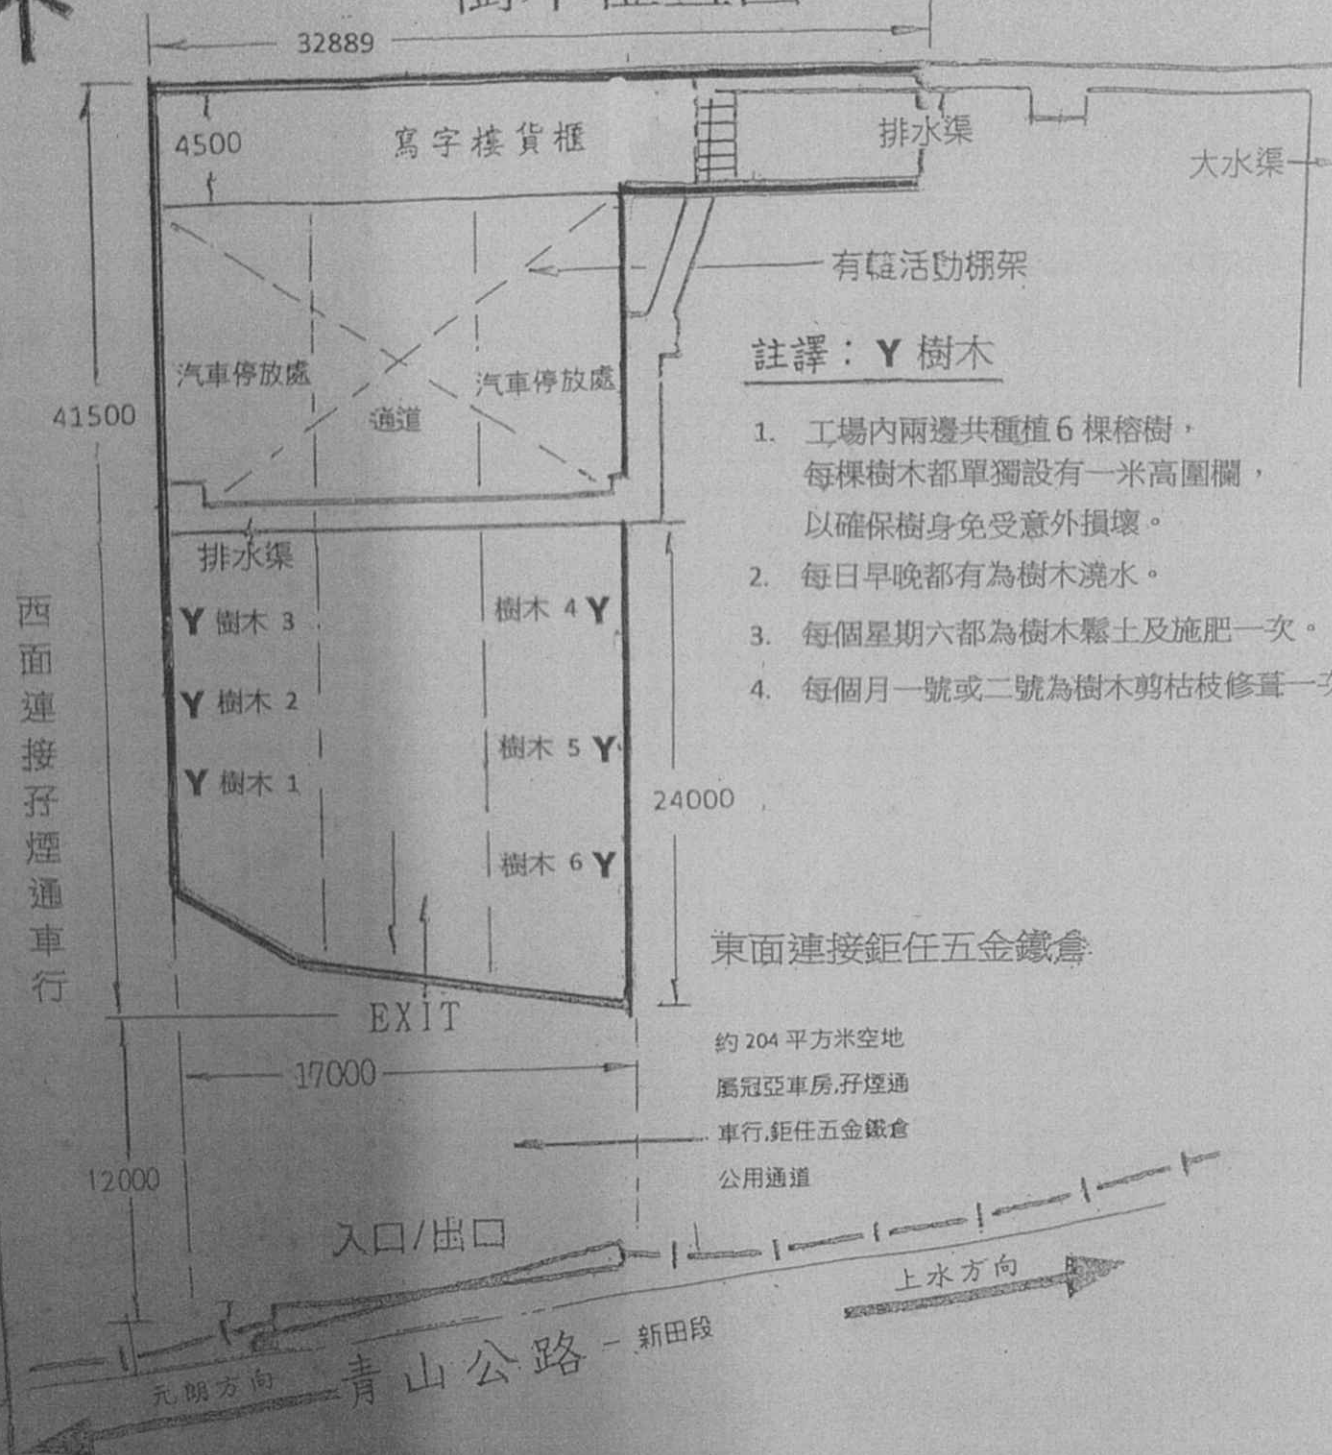 32889
4500
寫字樓貨櫃
排水渠
大水渠
有蓋活動棚架
註譯：Y 樹木
汽車停放處
汽車停放處
通道
41500
1. 工場內兩邊共種植 6 棵榕樹，
每棵樹木都單獨設有一米高圍欄，
以確保樹身免受意外損壞。
2. 每日早晚都有為樹木澆水。
3. 每個星期六都為樹木鬆土及施肥一次。
4. 每個月一號或二號為樹木剪枯枝修葺一次
排水渠
Y 樹木 3
樹木 4 Y
Y 樹木 2
樹木 5 Y
Y 樹木 1
24000
樹木 6 Y
西面連接孖煙通車行
東面連接鉅任五金鐵倉
EXIT
17000
約 204 平方米空地
屬冠亞車房,孖煙通
車行,鉅任五金鐵倉
公用通道
12000
入口/出口
上水方向
青山公路 – 新田段
元朗方向